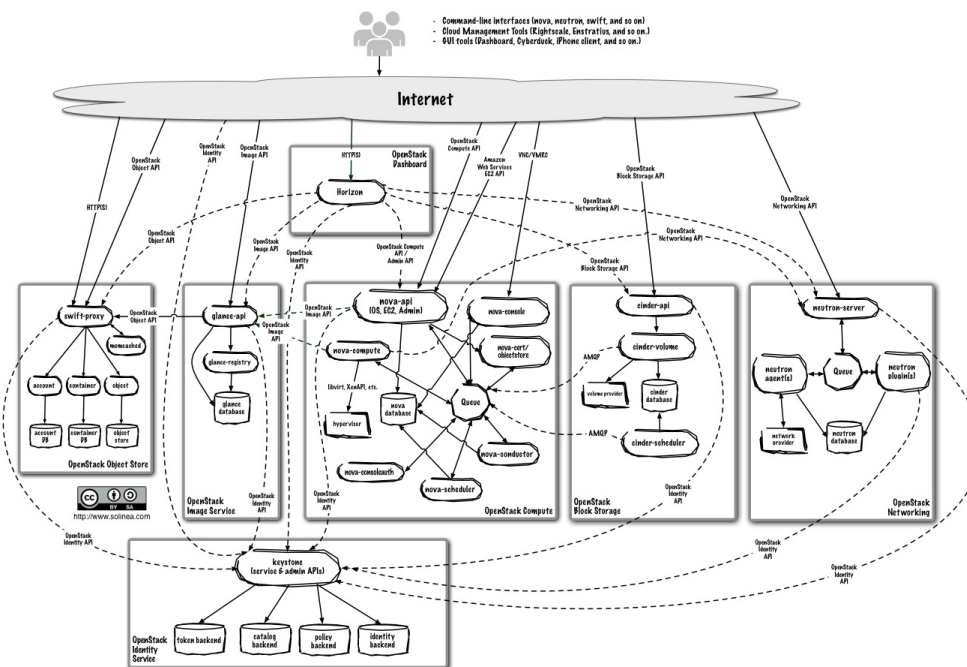 - Command-line interfaces (nova, neutron, swift, and so on)
- Cloud Management Tools (Rightscale, Enstratius, and so on.)
- GUI tools (Dashboard, Cyberduck, iPhone client, and so on.)
Internet
HTTP(S)
OpenStack
Object API
OpenStack
Identity
API
OpenStack
Image API
HTTP(S)
OpenStack
Dashboard
Horizon
OpenStack
Compute API
Amazon
Web Services
EC2 API
VNC/VMRC
OpenStack
Block Storage API
OpenStack
Networking API
OpenStack
Networking API
OpenStack
Networking API
OpenStack
Object API
OpenStack
Image API
OpenStack
Identity
API
OpenStack Compute
API /
Admin API
OpenStack
Block Storage API
swift-proxy
memcached
account
container
object
account
DB
container
DB
object
store
OpenStack Object Store
OpenStack
Object API
glance-api
glance-registry
glance
database
OpenStack
Identity
API
OpenStack
Image Service
OpenStack
Image API
OpenStack
Image
API
nova-api
(OS, EC2, Admin)
nova-console
nova-compute
nova-cert/
objectstore
libvirt, XenAPI, etc.
hypervisor
nova
database
Queue
nova-consoleauth
nova-conductor
nova-scheduler
OpenStack
Identity
API
OpenStack Compute
AMQP
AMQP
cinder-api
cinder-volume
volume provider
cinder
database
cinder-scheduler
OpenStack
Identity API
OpenStack
Block Storage
neutron-server
neutron
agent(s)
Queue
neutron
plugin(s)
network
provider
neutron
database
OpenStack
Networking
CC
BY SA
http://www.solinea.com
OpenStack
Identity API
OpenStack
Identity
API
OpenStack
Identity
API
keystone
(service & admin APIs)
token backend
catalog
backend
policy
backend
identity
backend
OpenStack
Identity
Service